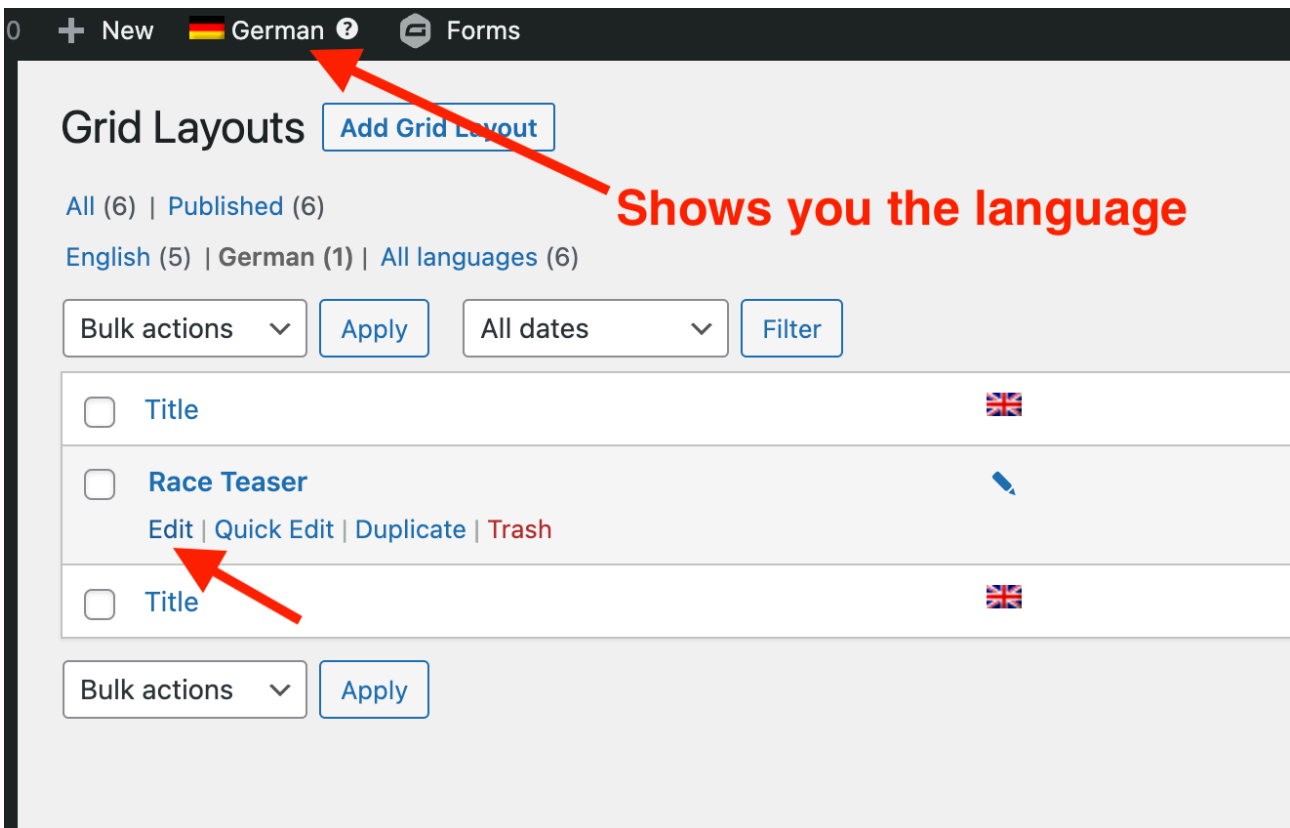 0 New German ? Forms
Grid Layouts Add Grid Layout
Shows you the language
All (6) | Published (6)
English (5) | German (1) | All languages (6)
Bulk actions Apply All dates Filter
Title
Race Teaser
Edit | Quick Edit | Duplicate | Trash
Title
Bulk actions Apply